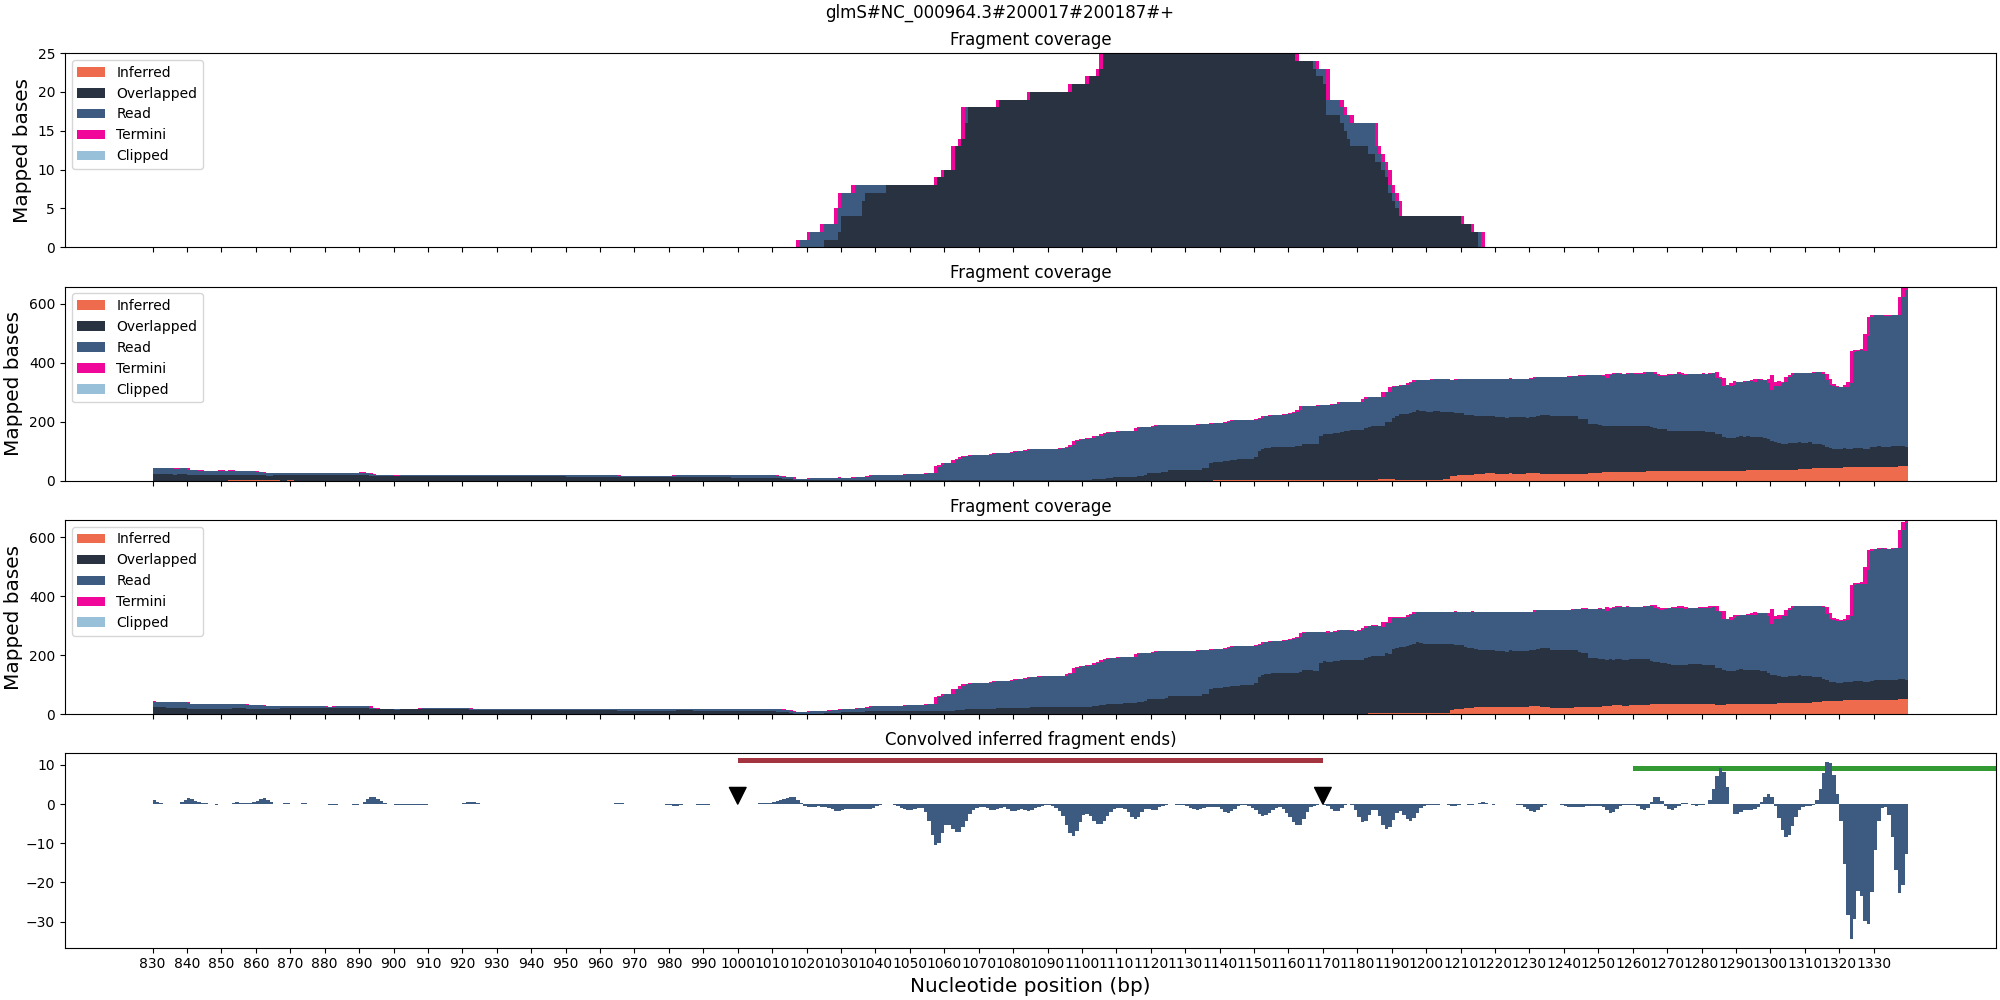 glmS#NC_000964.3#200017#200187#+
Fragment coverage
Mapped bases
25
20
15
10
5
0
Inferred
Overlapped
Read
Termini
Clipped
Fragment coverage
Mapped bases
600
400
200
0
Inferred
Overlapped
Read
Termini
Clipped
Fragment coverage
Mapped bases
600
400
200
0
Inferred
Overlapped
Read
Termini
Clipped
Convolved inferred fragment ends)
10
0
−10
−20
−30
830 840 850 860 870 880 890 900 910 920 930 940 950 960 970 980 990 1000 1010 1020 1030 1040 1050 1060 1070 1080 1090 1100 1110 1120 1130 1140 1150 1160 1170 1180 1190 1200 1210 1220 1230 1240 1250 1260 1270 1280 1290 1300 1310 1320 1330
Nucleotide position (bp)